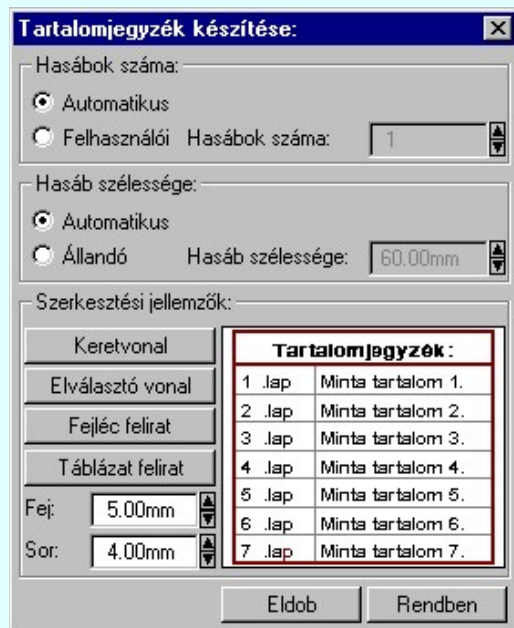 Tartalomjegyzék készítése:
Hasábok száma:
Automatikus
Felhasználói Hasábok száma: 1
Hasáb szélessége:
Automatikus
Állandó Hasáb szélessége: 60.00mm
Szerkesztési jellemzők:
Keretvonal
Elválasztó vonal
Fejléc felirat
Táblázat felirat
Fej: 5.00mm
Sor: 4.00mm
Tartalomjegyzék:
1 .lap Minta tartalom 1.
2 .lap Minta tartalom 2.
3 .lap Minta tartalom 3.
4 .lap Minta tartalom 4.
5 .lap Minta tartalom 5.
6 .lap Minta tartalom 6.
7 .lap Minta tartalom 7.
Eldob Rendben